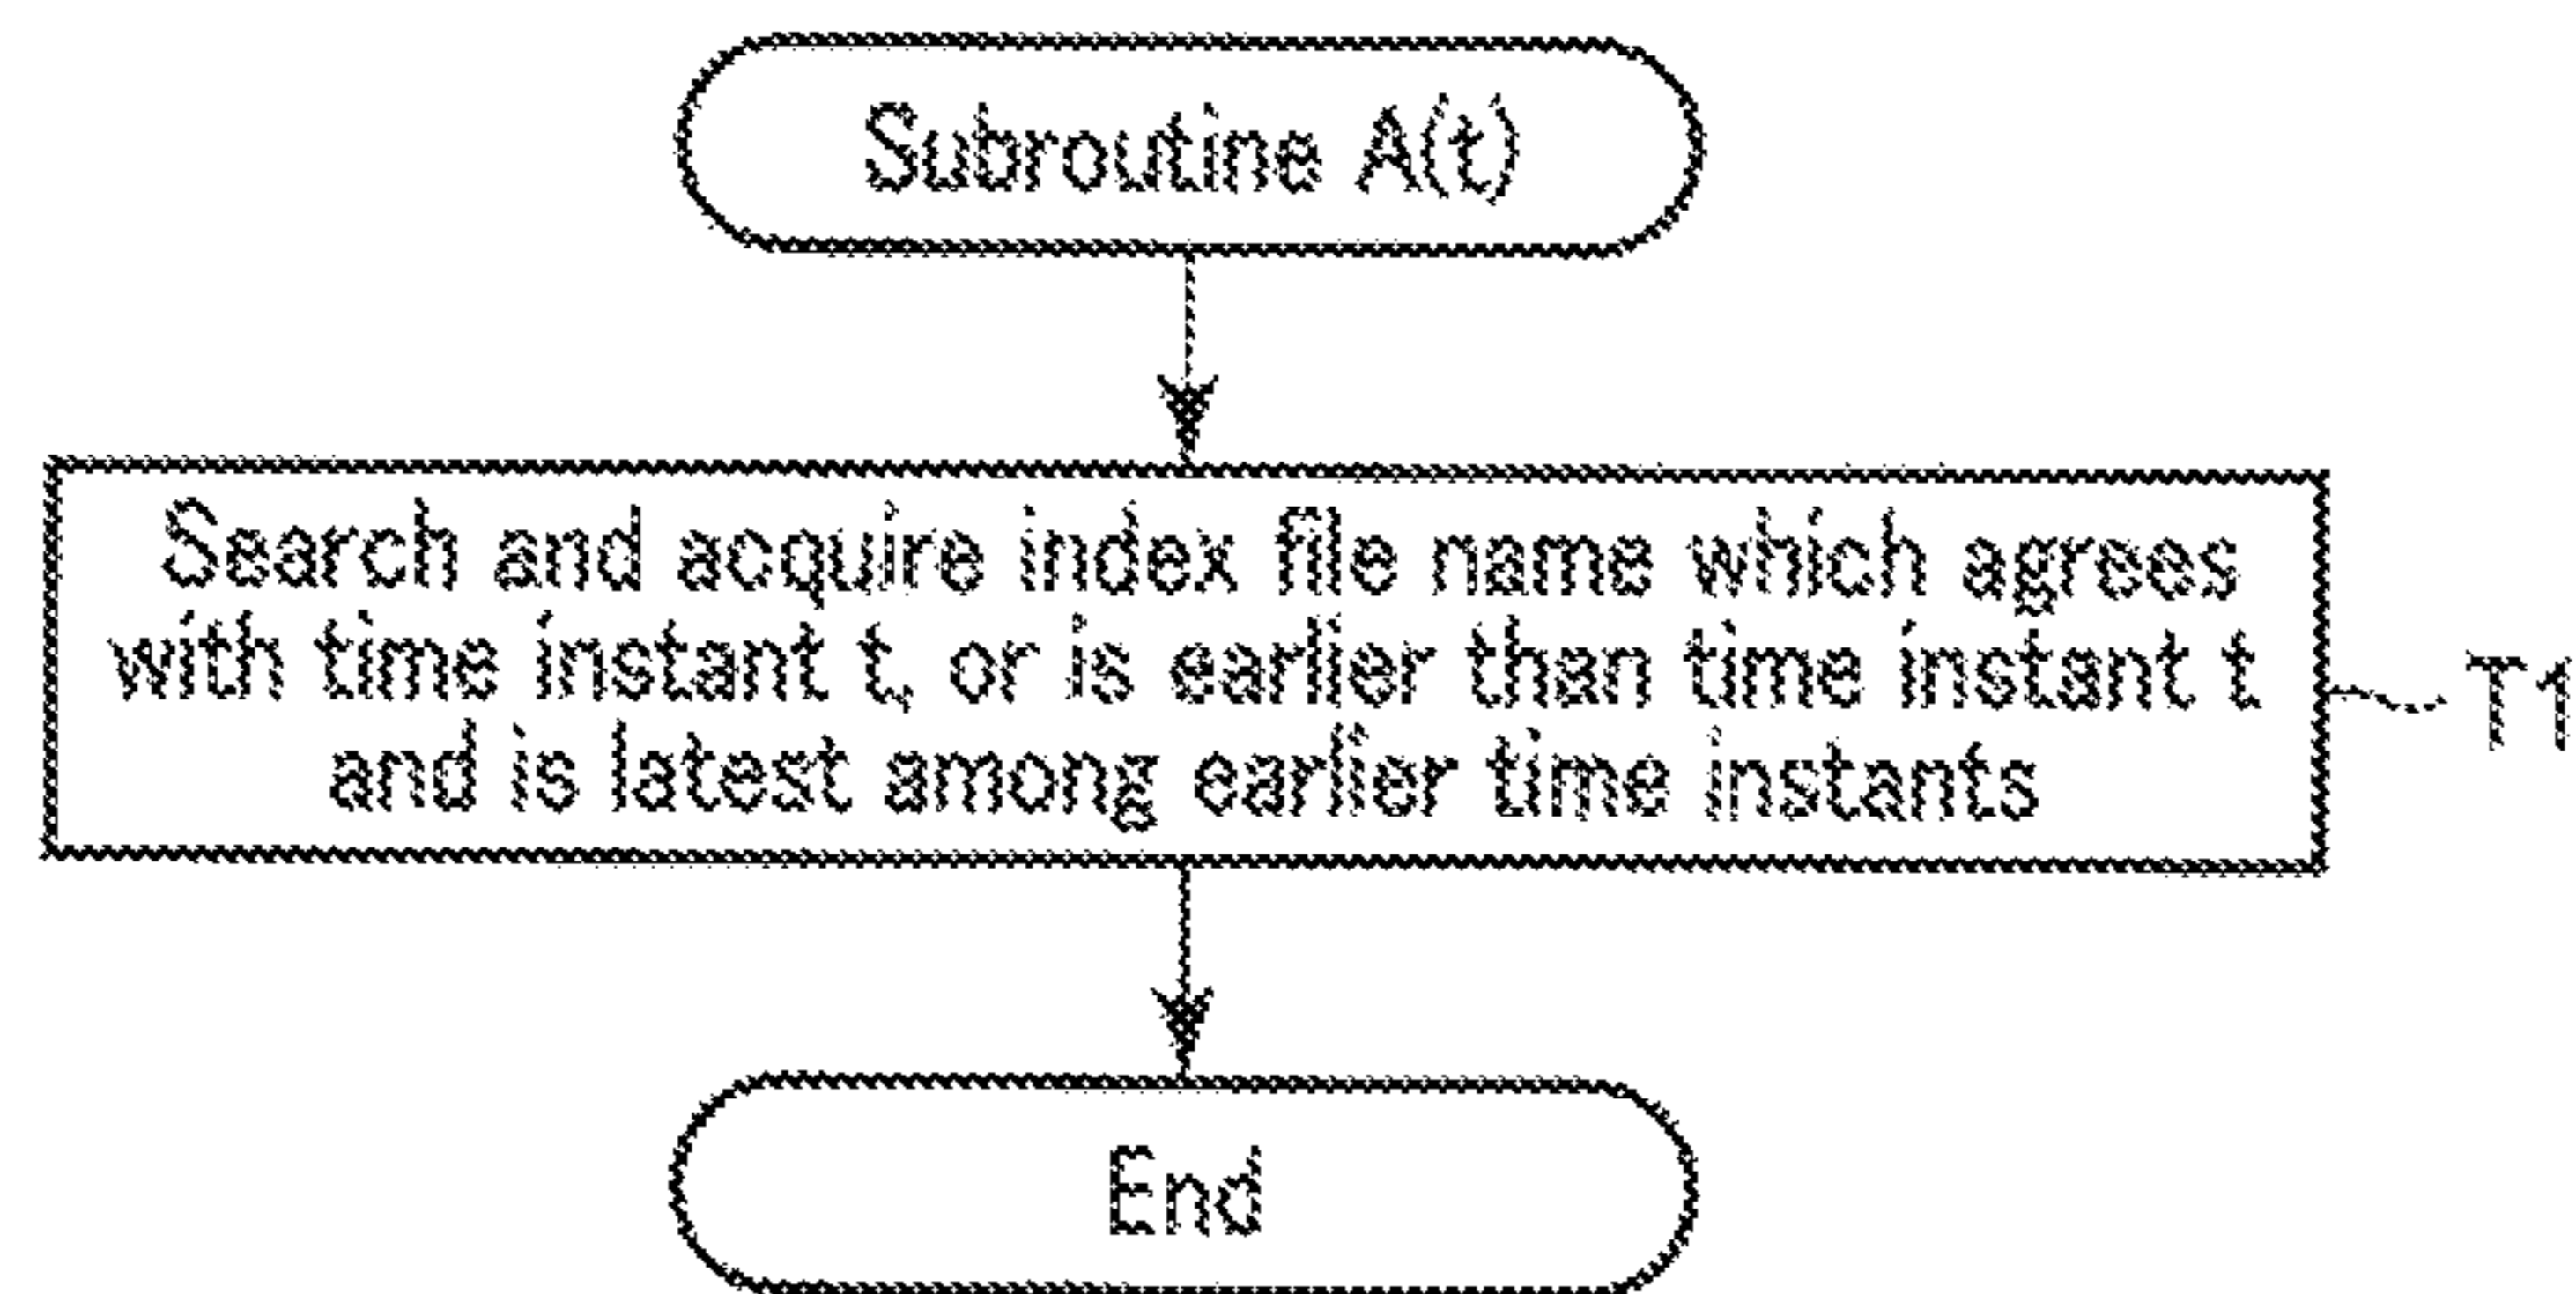 Subroutine A(t)
Search and acquire index file name which agrees
with time instant t, or is earlier than time instant t
and is latest among earlier time instants
T1
End